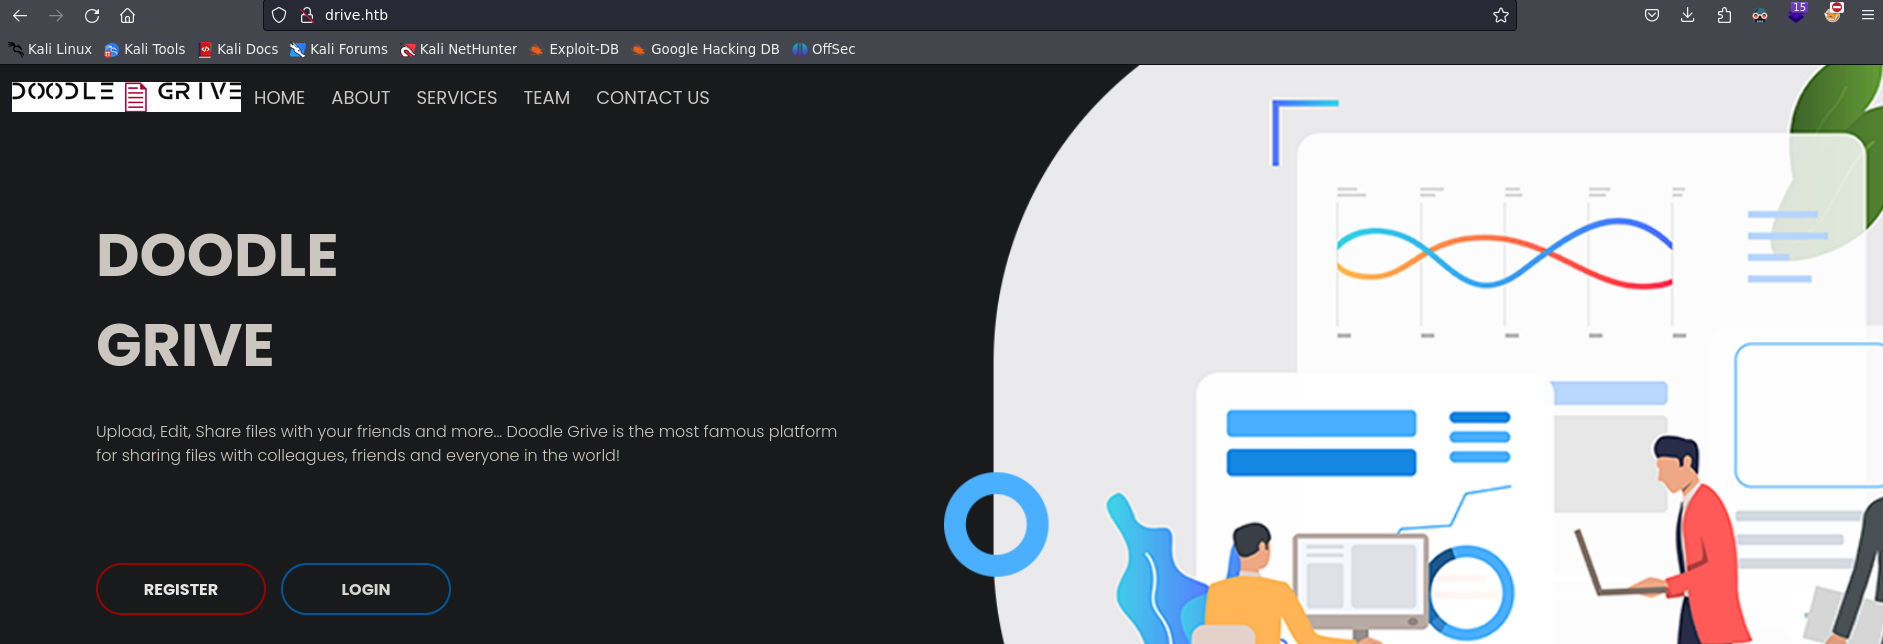 drive.htb
15
Kali Linux Kali Tools Kali Docs Kali Forums Kali NetHunter Exploit-DB Google Hacking DB OffSec
DOODLE GRIVE HOME ABOUT SERVICES TEAM CONTACT US
DOODLE
GRIVE
Upload, Edit, Share files with your friends and more... Doodle Grive is the most famous platform
for sharing files with colleagues, friends and everyone in the world!
REGISTER LOGIN